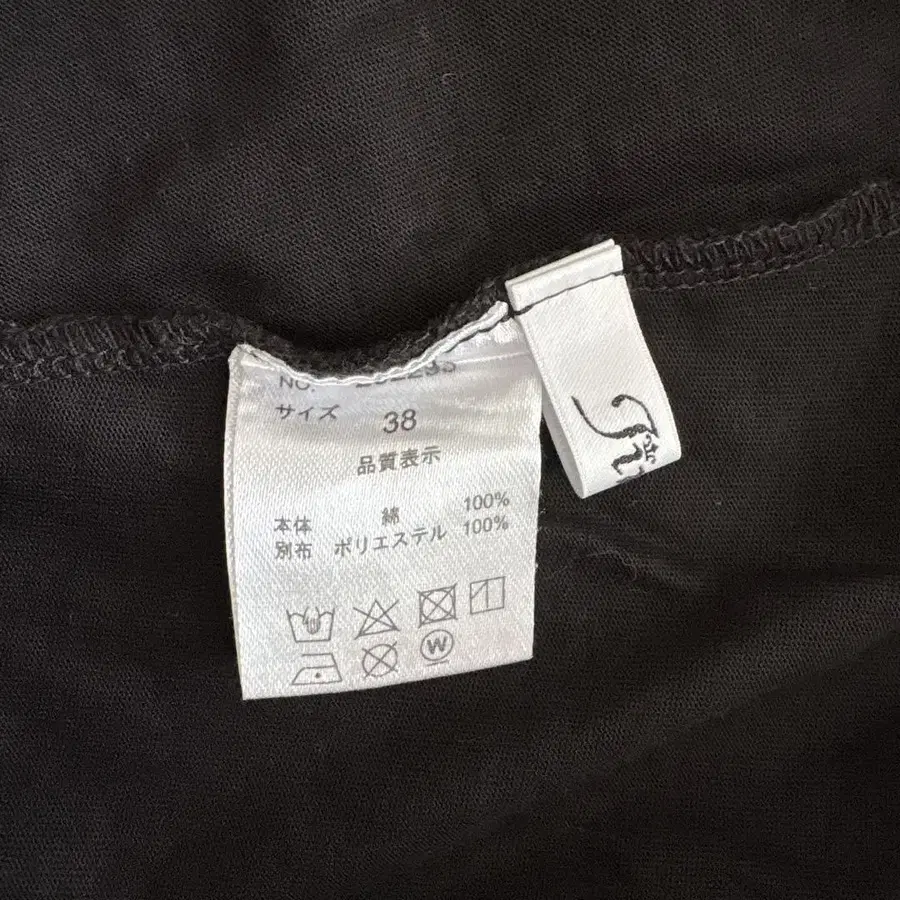 NO.
サイズ 38
品質表示
本体 綿 100%
別布 ポリエステル 100%
W